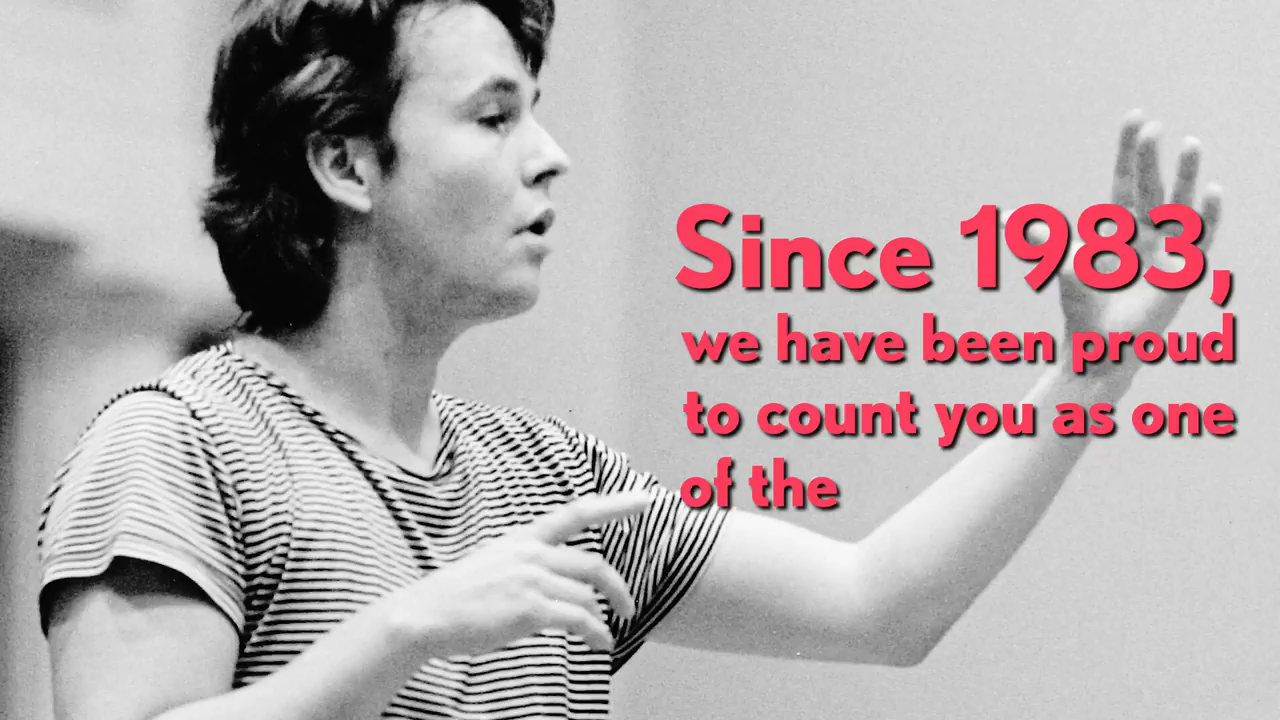 Since 1983,
we have been proud
to count you as one
of the